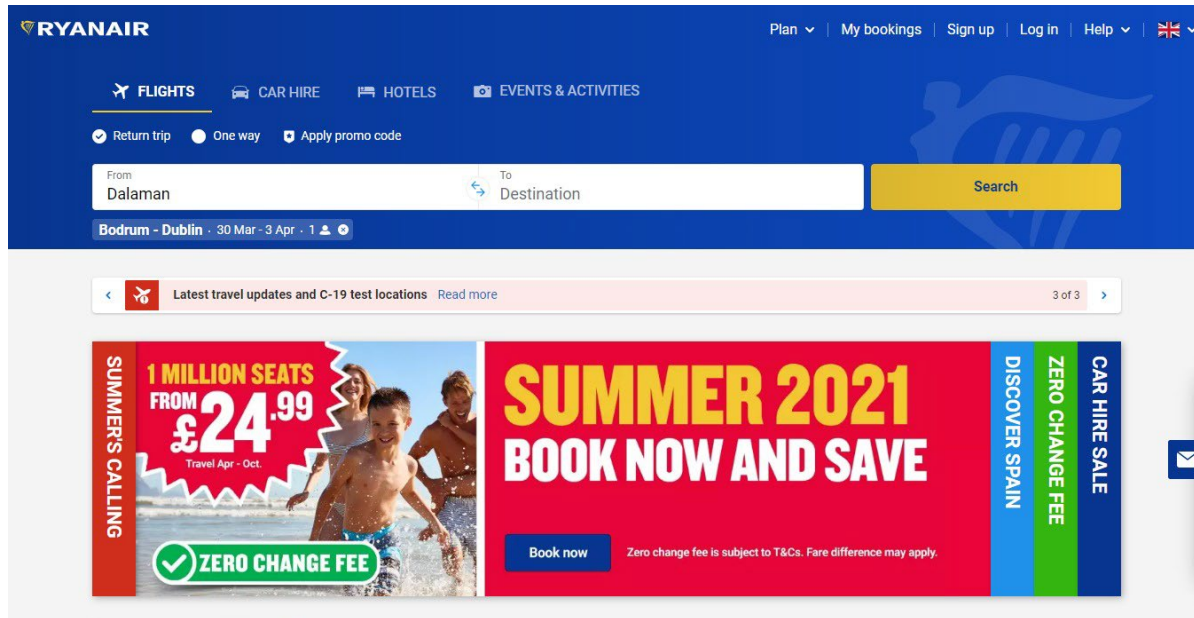 RYANAIR
Plan
My bookings
Sign up
Log in
Help
FLIGHTS
CAR HIRE
HOTELS
EVENTS & ACTIVITIES
Return trip
One way
Apply promo code
From
Dalaman
To
Destination
Search
Bodrum - Dublin · 30 Mar - 3 Apr · 1
Latest travel updates and C-19 test locations Read more
3 of 3
SUMMER'S CALLING
1 MILLION SEATS
FROM
£24.99
Travel Apr - Oct.
ZERO CHANGE FEE
SUMMER 2021
BOOK NOW AND SAVE
Book now
Zero change fee is subject to T&Cs. Fare difference may apply.
DISCOVER SPAIN
ZERO CHANGE FEE
CAR HIRE SALE